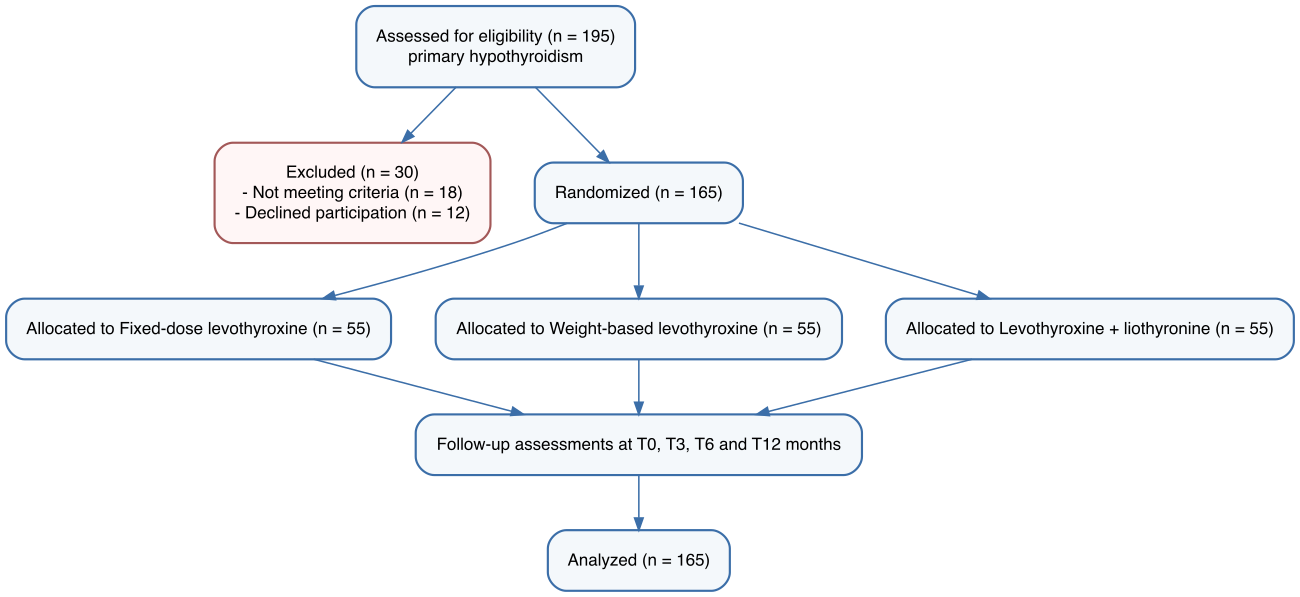 Assessed for eligibility (n = 195)
primary hypothyroidism
Excluded (n = 30)
- Not meeting criteria (n = 18)
- Declined participation (n = 12)
Randomized (n = 165)
Allocated to Fixed-dose levothyroxine (n = 55)
Allocated to Weight-based levothyroxine (n = 55)
Allocated to Levothyroxine + liothyronine (n = 55)
Follow-up assessments at T0, T3, T6 and T12 months
Analyzed (n = 165)